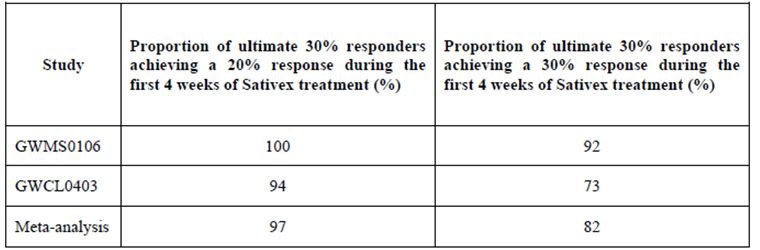 Study
Proportion of ultimate 30% responders
achieving a 20% response during the
first 4 weeks of Sativex treatment (%)
Proportion of ultimate 30% responders
achieving a 30% response during the
first 4 weeks of Sativex treatment (%)
GWMS0106 100 92
GWCL0403 94 73
Meta-analysis 97 82